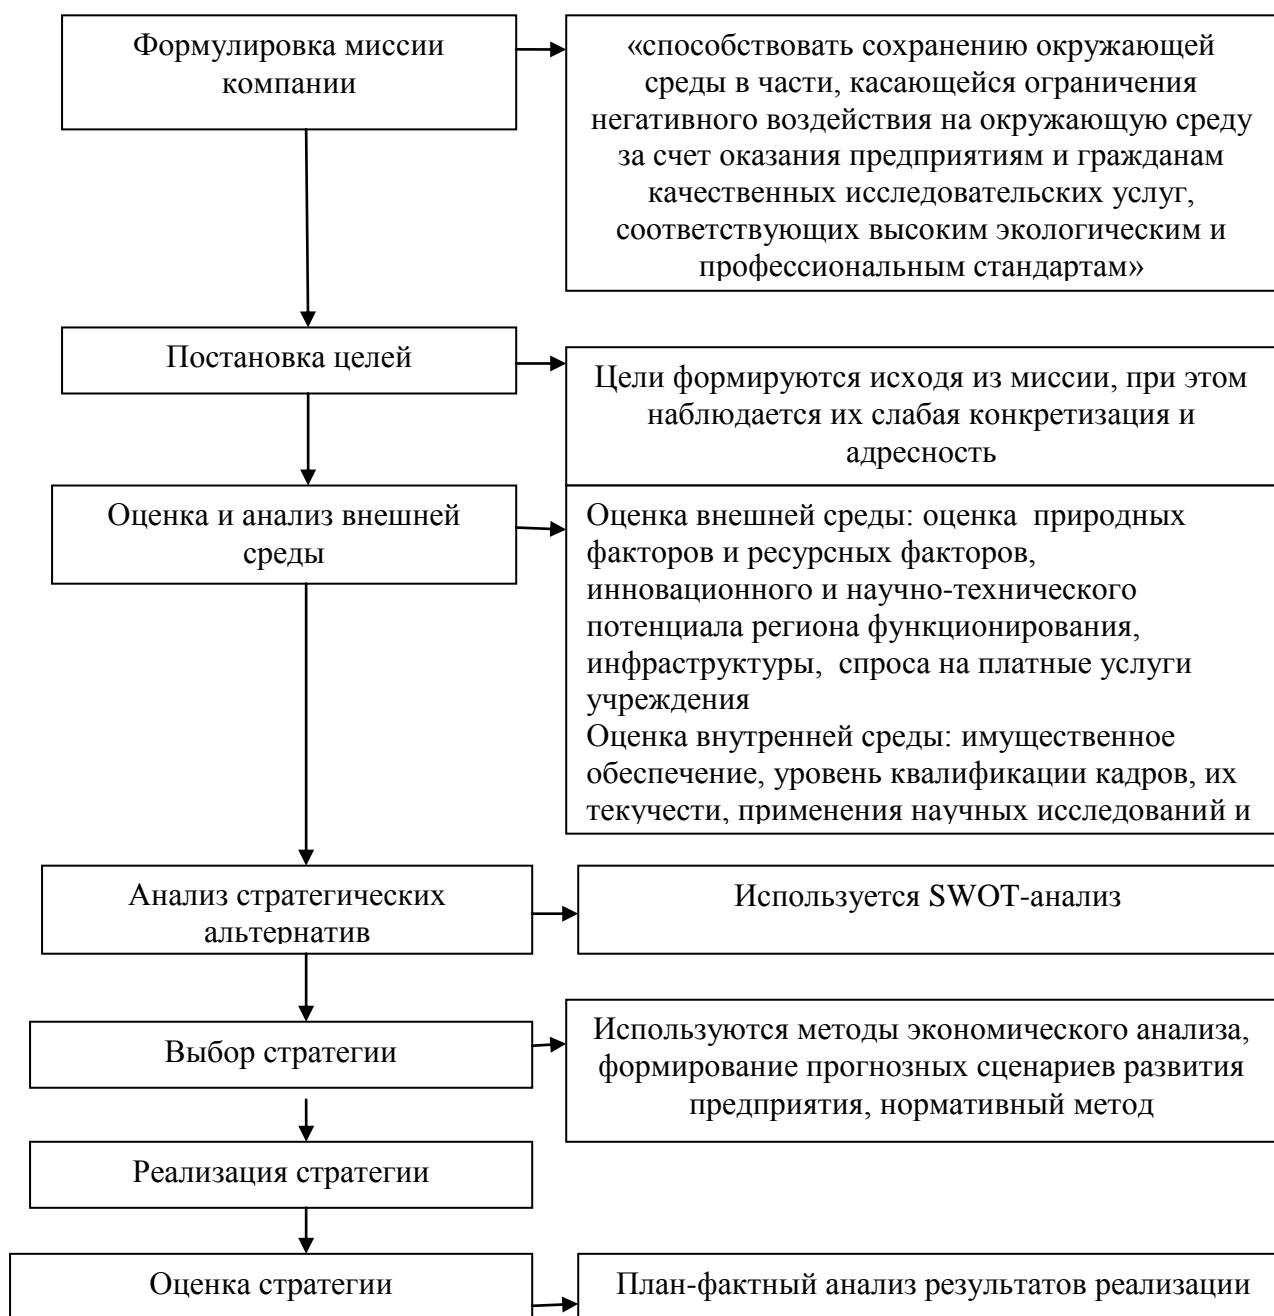 Формулировка миссии
компании
«способствовать сохранению окружающей
среды в части, касающейся ограничения
негативного воздействия на окружающую среду
за счет оказания предприятиям и гражданам
качественных исследовательских услуг,
соответствующих высоким экологическим и
профессиональным стандартам»
Постановка целей
Цели формируются исходя из миссии, при этом
наблюдается их слабая конкретизация и
адресность
Оценка и анализ внешней
среды
Оценка внешней среды: оценка природных
факторов и ресурсных факторов,
инновационного и научно-технического
потенциала региона функционирования,
инфраструктуры, спроса на платные услуги
учреждения
Оценка внутренней среды: имущественное
обеспечение, уровень квалификации кадров, их
текучести, применения научных исследований и
Анализ стратегических
альтернатив
Используется SWOT-анализ
Выбор стратегии
Используются методы экономического анализа,
формирование прогнозных сценариев развития
предприятия, нормативный метод
Реализация стратегии
Оценка стратегии
План-фактный анализ результатов реализации